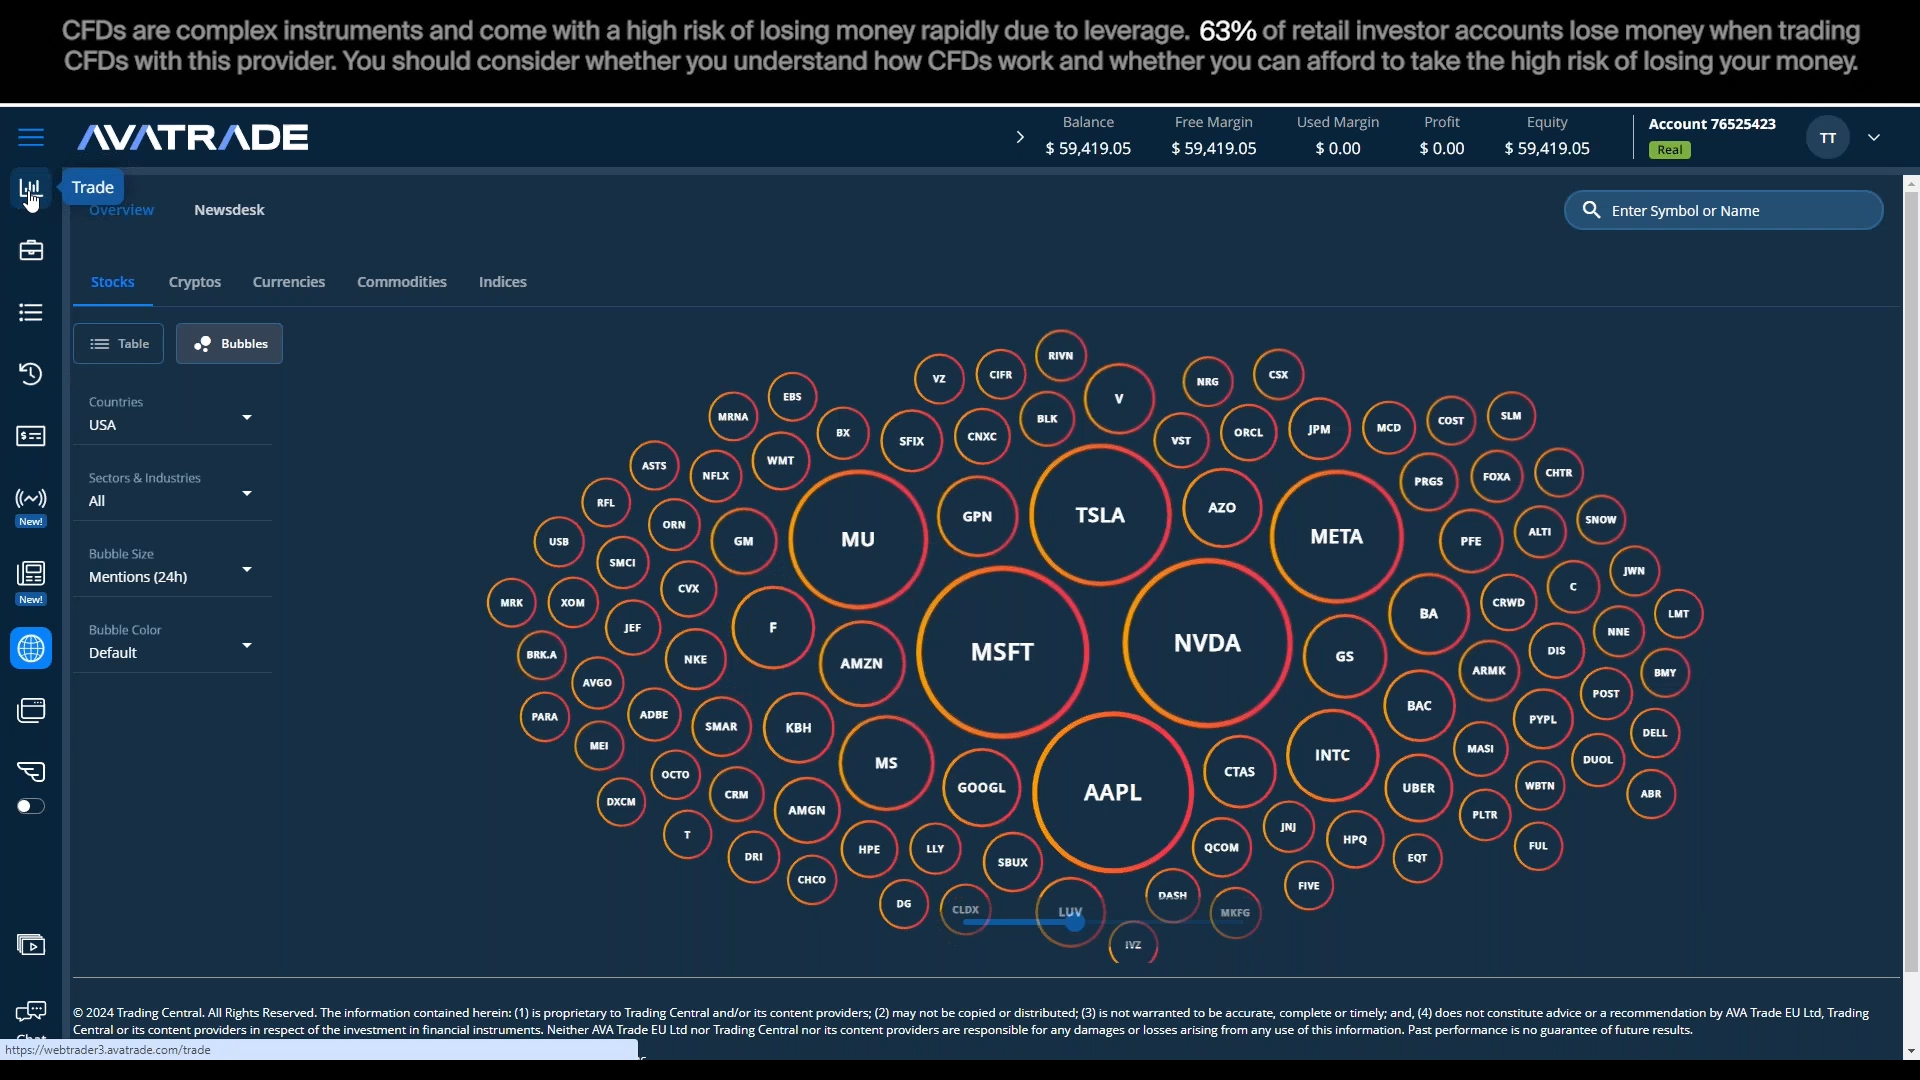 CFDs are complex instruments and come with a high risk of losing money rapidly due to leverage. 63% of retail investor accounts lose money when trading
CFDs with this provider. You should consider whether you understand how CFDs work and whether you can afford to take the high risk of losing your money.
AVATRADE
Balance
Free Margin
Used Margin
Profit
Equity
$ 59,419.05
$ 59,419.05
$ 0.00
$ 0.00
$ 59,419.05
Account 76525423
Real
TT
Trade
Overview
Newsdesk
Enter Symbol or Name
Stocks
Cryptos
Currencies
Commodities
Indices
Table
Bubbles
Countries
USA
Sectors & Industries
All
Bubble Size
Mentions (24h)
Bubble Color
Default
New!
New!
RIVN
VZ
CIFR
NRG
CSX
EBS
V
MRNA
BX
SFIX
CNXC
BLK
VST
ORCL
JPM
MCD
COST
SLM
ASTS
NFLX
WMT
PRGS
FOXA
CHTR
RFL
ORN
GM
MU
GPN
TSLA
AZO
META
PFE
ALTI
SNOW
USB
SMCI
CVX
JWN
MRK
XOM
JEF
F
BA
CRWD
C
LMT
NNE
BRK.A
NKE
AMZN
MSFT
NVDA
GS
ARMK
DIS
BMY
AVGO
POST
PARA
ADBE
SMAR
KBH
BAC
PYPL
DELL
MEI
MS
CTAS
INTC
MASI
DUOL
OCTO
CRM
AMGN
GOOGL
AAPL
UBER
WBTN
ABR
DXCM
T
DRI
HPE
LLY
SBUX
QCOM
JNJ
HPQ
PLTR
FUL
EQT
CHCO
FIVE
DG
CLDX
LUV
DASH
MKFG
IVZ
© 2024 Trading Central. All Rights Reserved. The information contained herein: (1) is proprietary to Trading Central and/or its content providers; (2) may not be copied or distributed; (3) is not warranted to be accurate, complete or timely; and, (4) does not constitute advice or a recommendation by AVA Trade EU Ltd, Trading
Central or its content providers in respect of the investment in financial instruments. Neither AVA Trade EU Ltd nor Trading Central nor its content providers are responsible for any damages or losses arising from any use of this information. Past performance is no guarantee of future results.
https://webtrader3.avatrade.com/trade